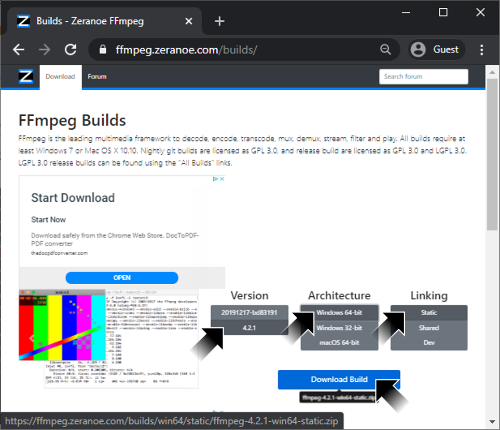 Builds - Zeranoe FFmpeg
ffmpeg.zeranoe.com/builds/
Guest
Download Forum Search forum
FFmpeg Builds
FFmpeg is the leading multimedia framework to decode, encode, transcode, mux, demux, stream, filter and play. All builds require at
least Windows 7 or Mac OS X 10.10. Nightly git builds are licensed as GPL 3.0, and release build are licensed as GPL 3.0 and LGPL 3.0.
LGPL 3.0 release builds can be found using the "All Builds" links.
Start Download
Start Now
Download safely from the Chrome Web Store. DocToPDF-
PDF converter
thedocpdfconverter.com
OPEN
Version Architecture Linking
20191217-bd83191 Windows 64-bit Static
4.2.1 Windows 32-bit Shared
macOS 64-bit Dev
Download Build
ffmpeg-4.2.1-win64-static.zip
https://ffmpeg.zeranoe.com/builds/win64/static/ffmpeg-4.2.1-win64-static.zip